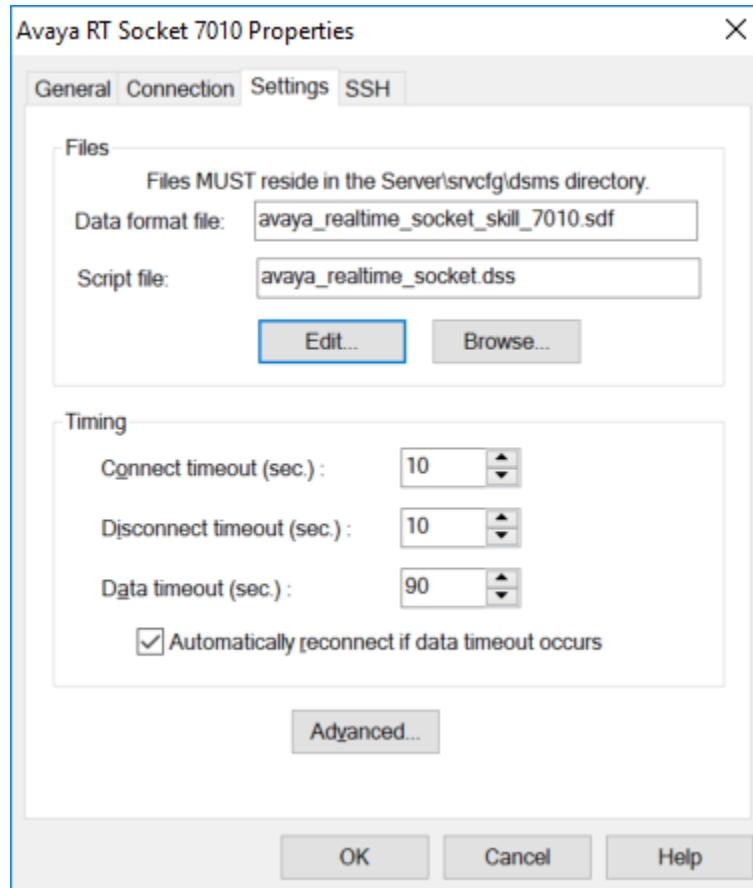 Avaya RT Socket 7010 Properties
General Connection Settings SSH
Files
Files MUST reside in the Server\srvcfg\dsms directory.
Data format file: avaya_realtime_socket_skill_7010.sdf
Script file: avaya_realtime_socket.dss
Edit... Browse...
Timing
Connect timeout (sec.) : 10
Disconnect timeout (sec.) : 10
Data timeout (sec.) : 90
Automatically reconnect if data timeout occurs
Advanced...
OK Cancel Help